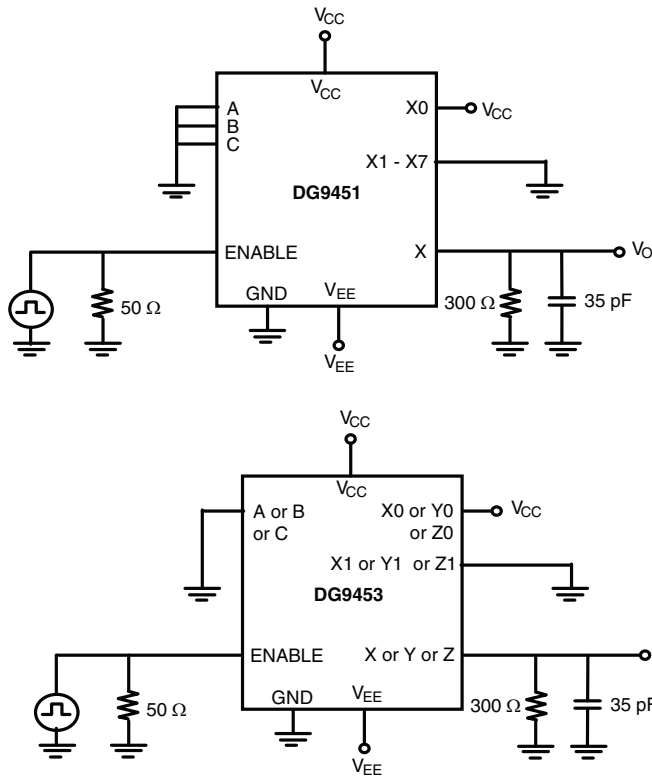 VCC
VCC
A
X0
VCC
B
C
X1 - X7
DG9451
ENABLE
X
VO
50 Ω
GND
VEE
300 Ω
35 pF
VEE
VCC
VCC
A or B
or C
X0 or Y0
or Z0
VCC
X1 or Y1 or Z1
DG9453
ENABLE
X or Y or Z
50 Ω
GND
VEE
300 Ω
35 pF
VEE